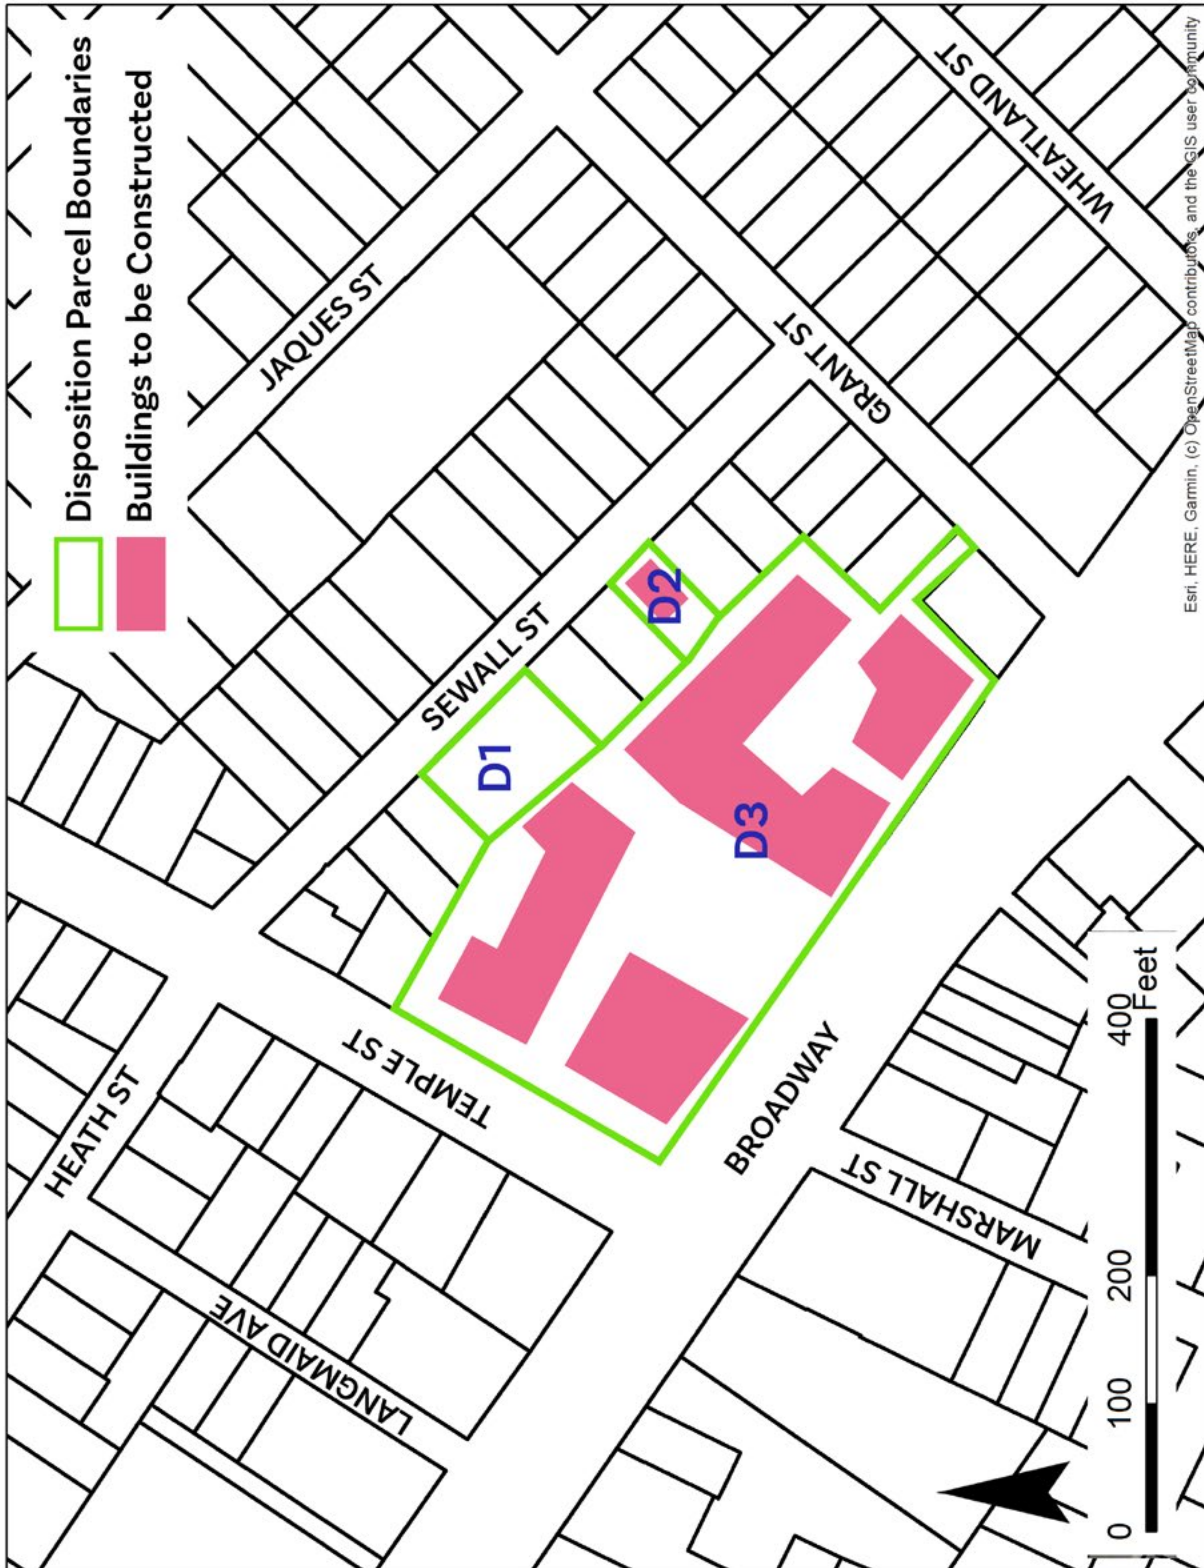 Disposition Parcel Boundaries
Buildings to be Constructed
JAQUES ST
SEWALL ST
HEATH ST
TEMPLE ST
LANGMAID AVE
D1
D2
D3
GRANT ST
WHEATLAND ST
BROADWAY
MARSHALL ST
0 100 200 400
Feet
Esri, HERE, Garmin, (c) OpenStreetMap contributors, and the GIS user community